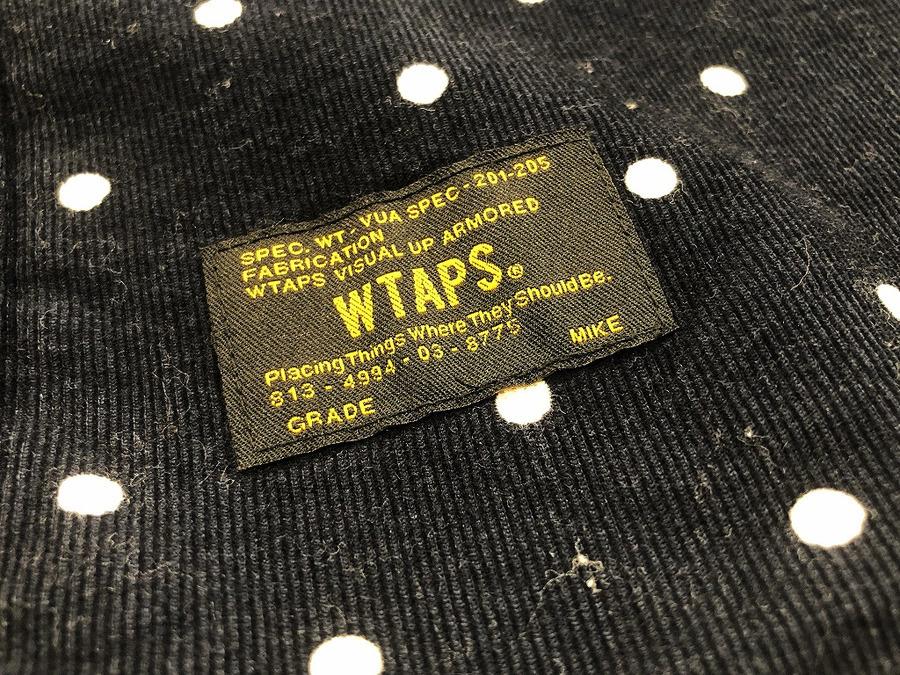 SPEC. WT, VUA SPEC - 201-205
FABRICATION
WTAPS VISUAL UP ARMORED
WTAPS®
Placing Things Where They Should Be.
813 - 4994 - 03 - 8775
MIKE
GRADE